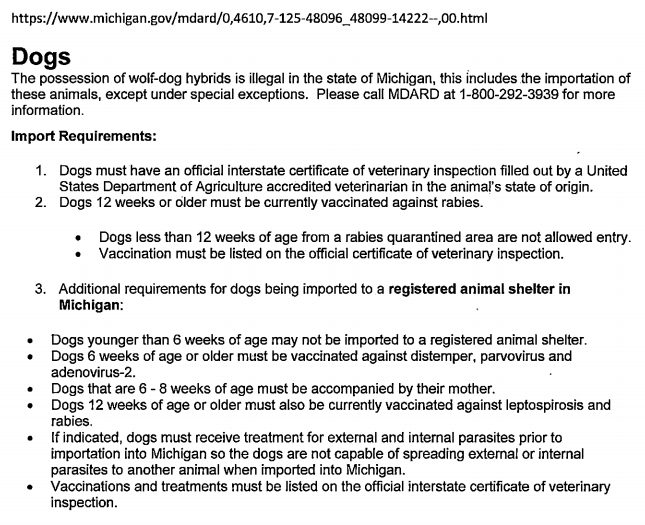 https://www.michigan.gov/mdard/0,4610,7-125-48096_48099-14222--,00.html
Dogs
The possession of wolf-dog hybrids is illegal in the state of Michigan, this includes the importation of
these animals, except under special exceptions. Please call MDARD at 1-800-292-3939 for more
information.
Import Requirements:
1. Dogs must have an official interstate certificate of veterinary inspection filled out by a United
States Department of Agriculture accredited veterinarian in the animal's state of origin.
2. Dogs 12 weeks or older must be currently vaccinated against rabies.
• Dogs less than 12 weeks of age from a rabies quarantined area are not allowed entry.
• Vaccination must be listed on the official certificate of veterinary inspection.
3. Additional requirements for dogs being imported to a registered animal shelter in
Michigan:
• Dogs younger than 6 weeks of age may not be imported to a registered animal shelter.
• Dogs 6 weeks of age or older must be vaccinated against distemper, parvovirus and
adenovirus-2.
• Dogs that are 6 - 8 weeks of age must be accompanied by their mother.
• Dogs 12 weeks of age or older must also be currently vaccinated against leptospirosis and
rabies.
• If indicated, dogs must receive treatment for external and internal parasites prior to
importation into Michigan so the dogs are not capable of spreading external or internal
parasites to another animal when imported into Michigan.
• Vaccinations and treatments must be listed on the official interstate certificate of veterinary
inspection.